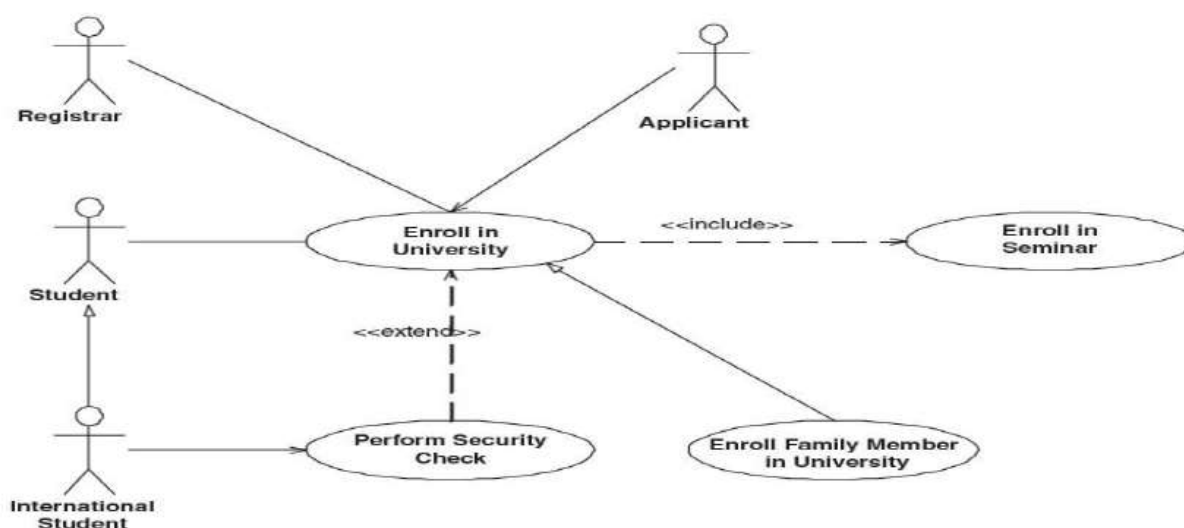 Registrar
Applicant
Enroll in
University
<<include>>
Enroll in
Seminar
Student
<<extend>>
Perform Security
Check
Enroll Family Member
in University
International
Student